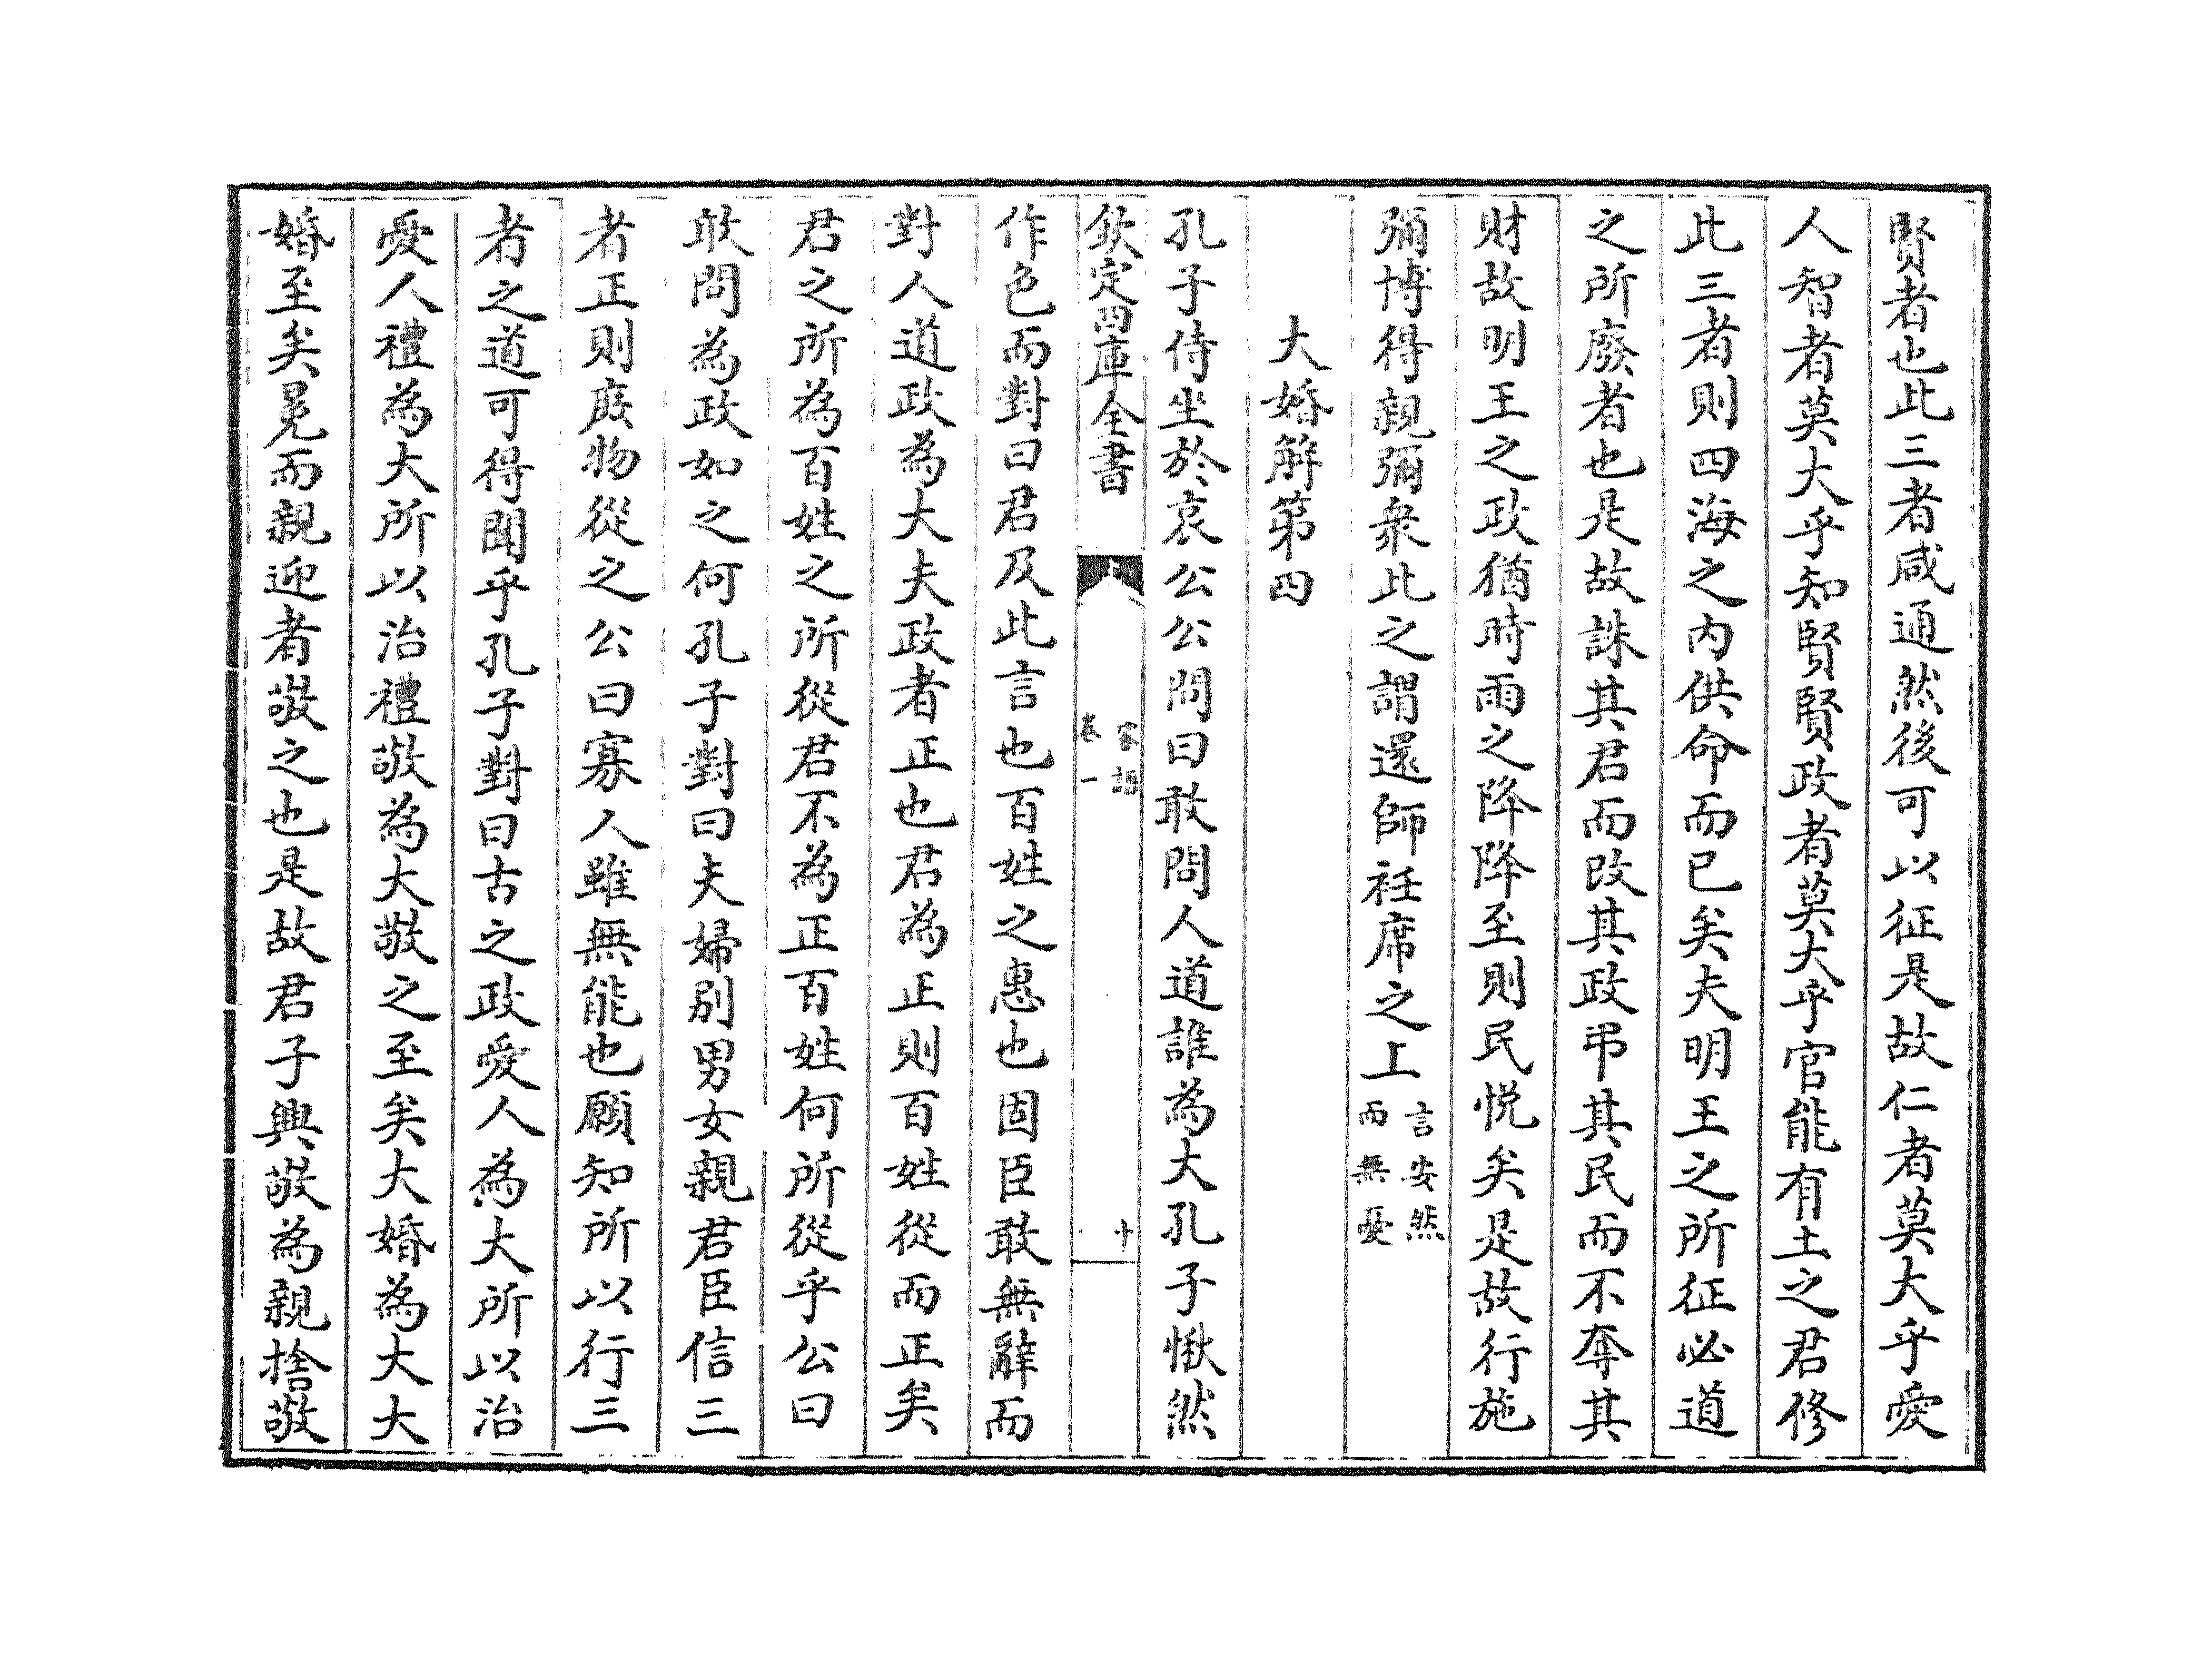 賢者也此三者咸通然後可以征是故仁者莫大乎愛
人智者莫大乎知賢賢政者莫大乎官能有土之君修
此三者則四海之内供命而已矣夫明王之所征必道
之所廢者也是故誅其君而改其政弔其民而不奪其
財故明王之政猶時雨之降降至則民悦矣是故行施
彌博得親彌衆此之謂還師衽席之上言安然
而無憂
大婚解第四
孔子侍坐於哀公公問曰敢問人道誰為大孔子愀然
欽定四庫全書
家語
卷一
十
作色而對曰君及此言也百姓之惠也固臣敢無辭而
對人道政為大夫政者正也君為正則百姓從而正矣
君之所為百姓之所從君不為正百姓何所從乎公曰
敢問為政如之何孔子對曰夫婦別男女親君臣信三
者正則庶物從之公曰寡人雖無能也願知所以行三
者之道可得聞乎孔子對曰古之政愛人為大所以治
愛人禮為大所以治禮敬為大敬之至矣大婚為大大
婚至矣冕而親迎者敬之也是故君子興敬為親捨敬